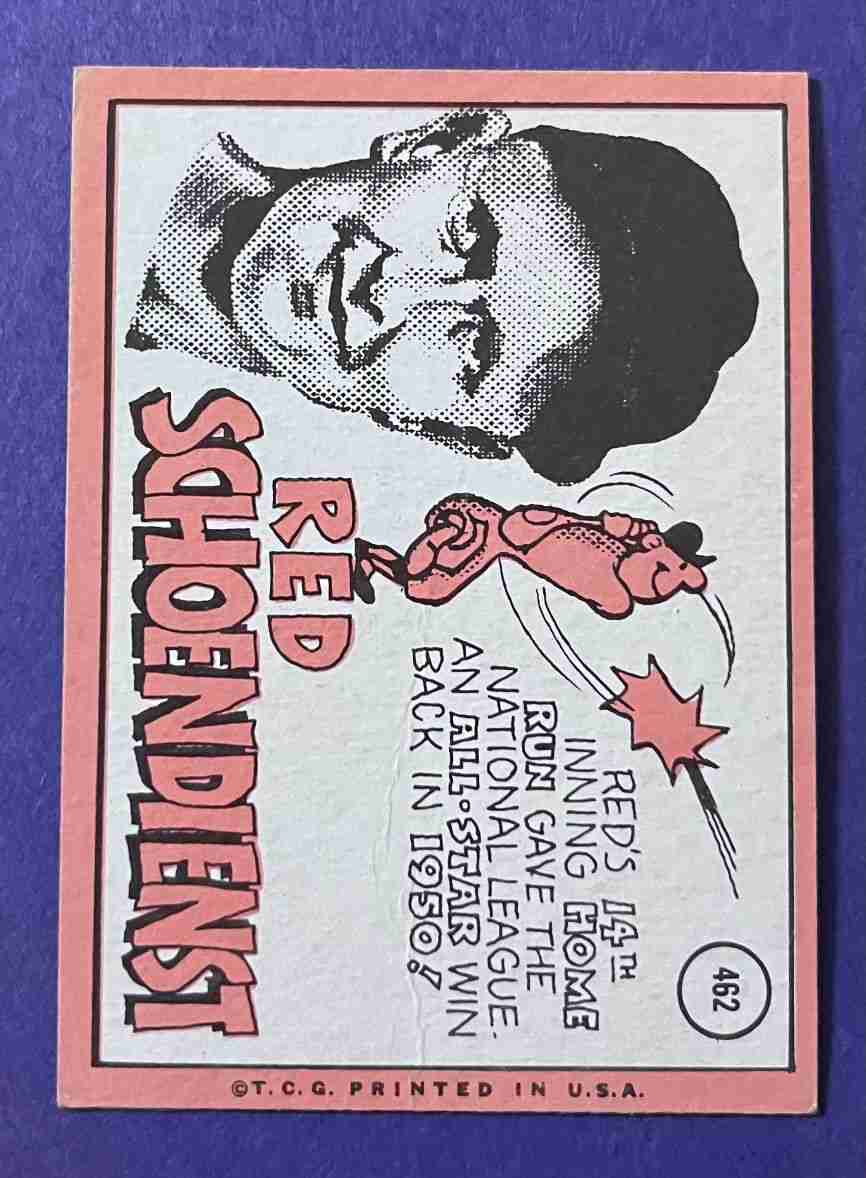 462
RED'S 14TH
INNING HOME
RUN GAVE THE
NATIONAL LEAGUE
AN ALL-STAR WIN
BACK IN 1950!
RED
SCHOENDIENST
©T.C.G. PRINTED IN U.S.A.